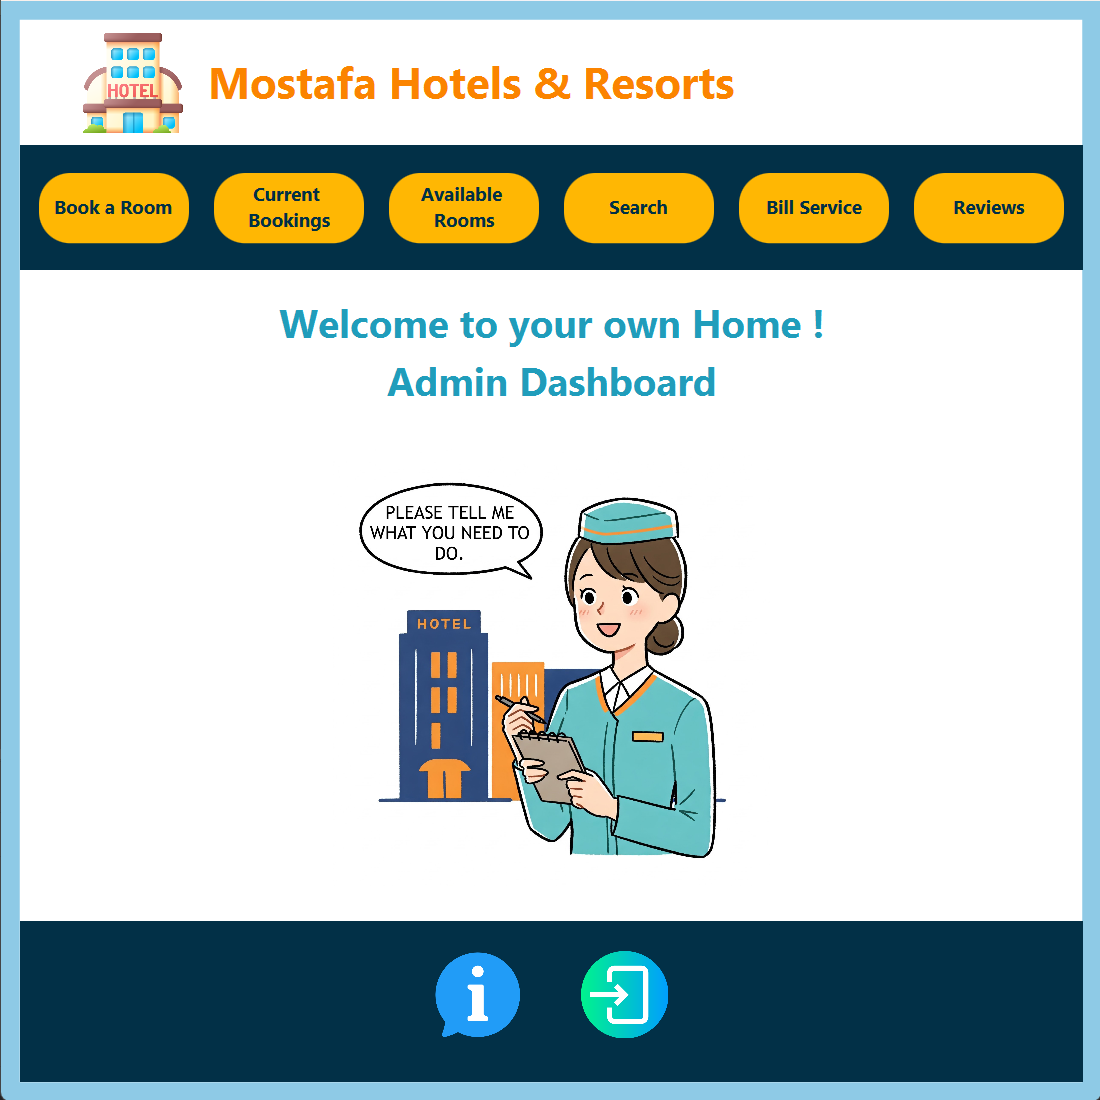 HOTEL
Mostafa Hotels & Resorts
Book a Room
Current
Bookings
Available
Rooms
Search
Bill Service
Reviews
Welcome to your own Home !
Admin Dashboard
PLEASE TELL ME
WHAT YOU NEED TO
DO.
HOTEL
i